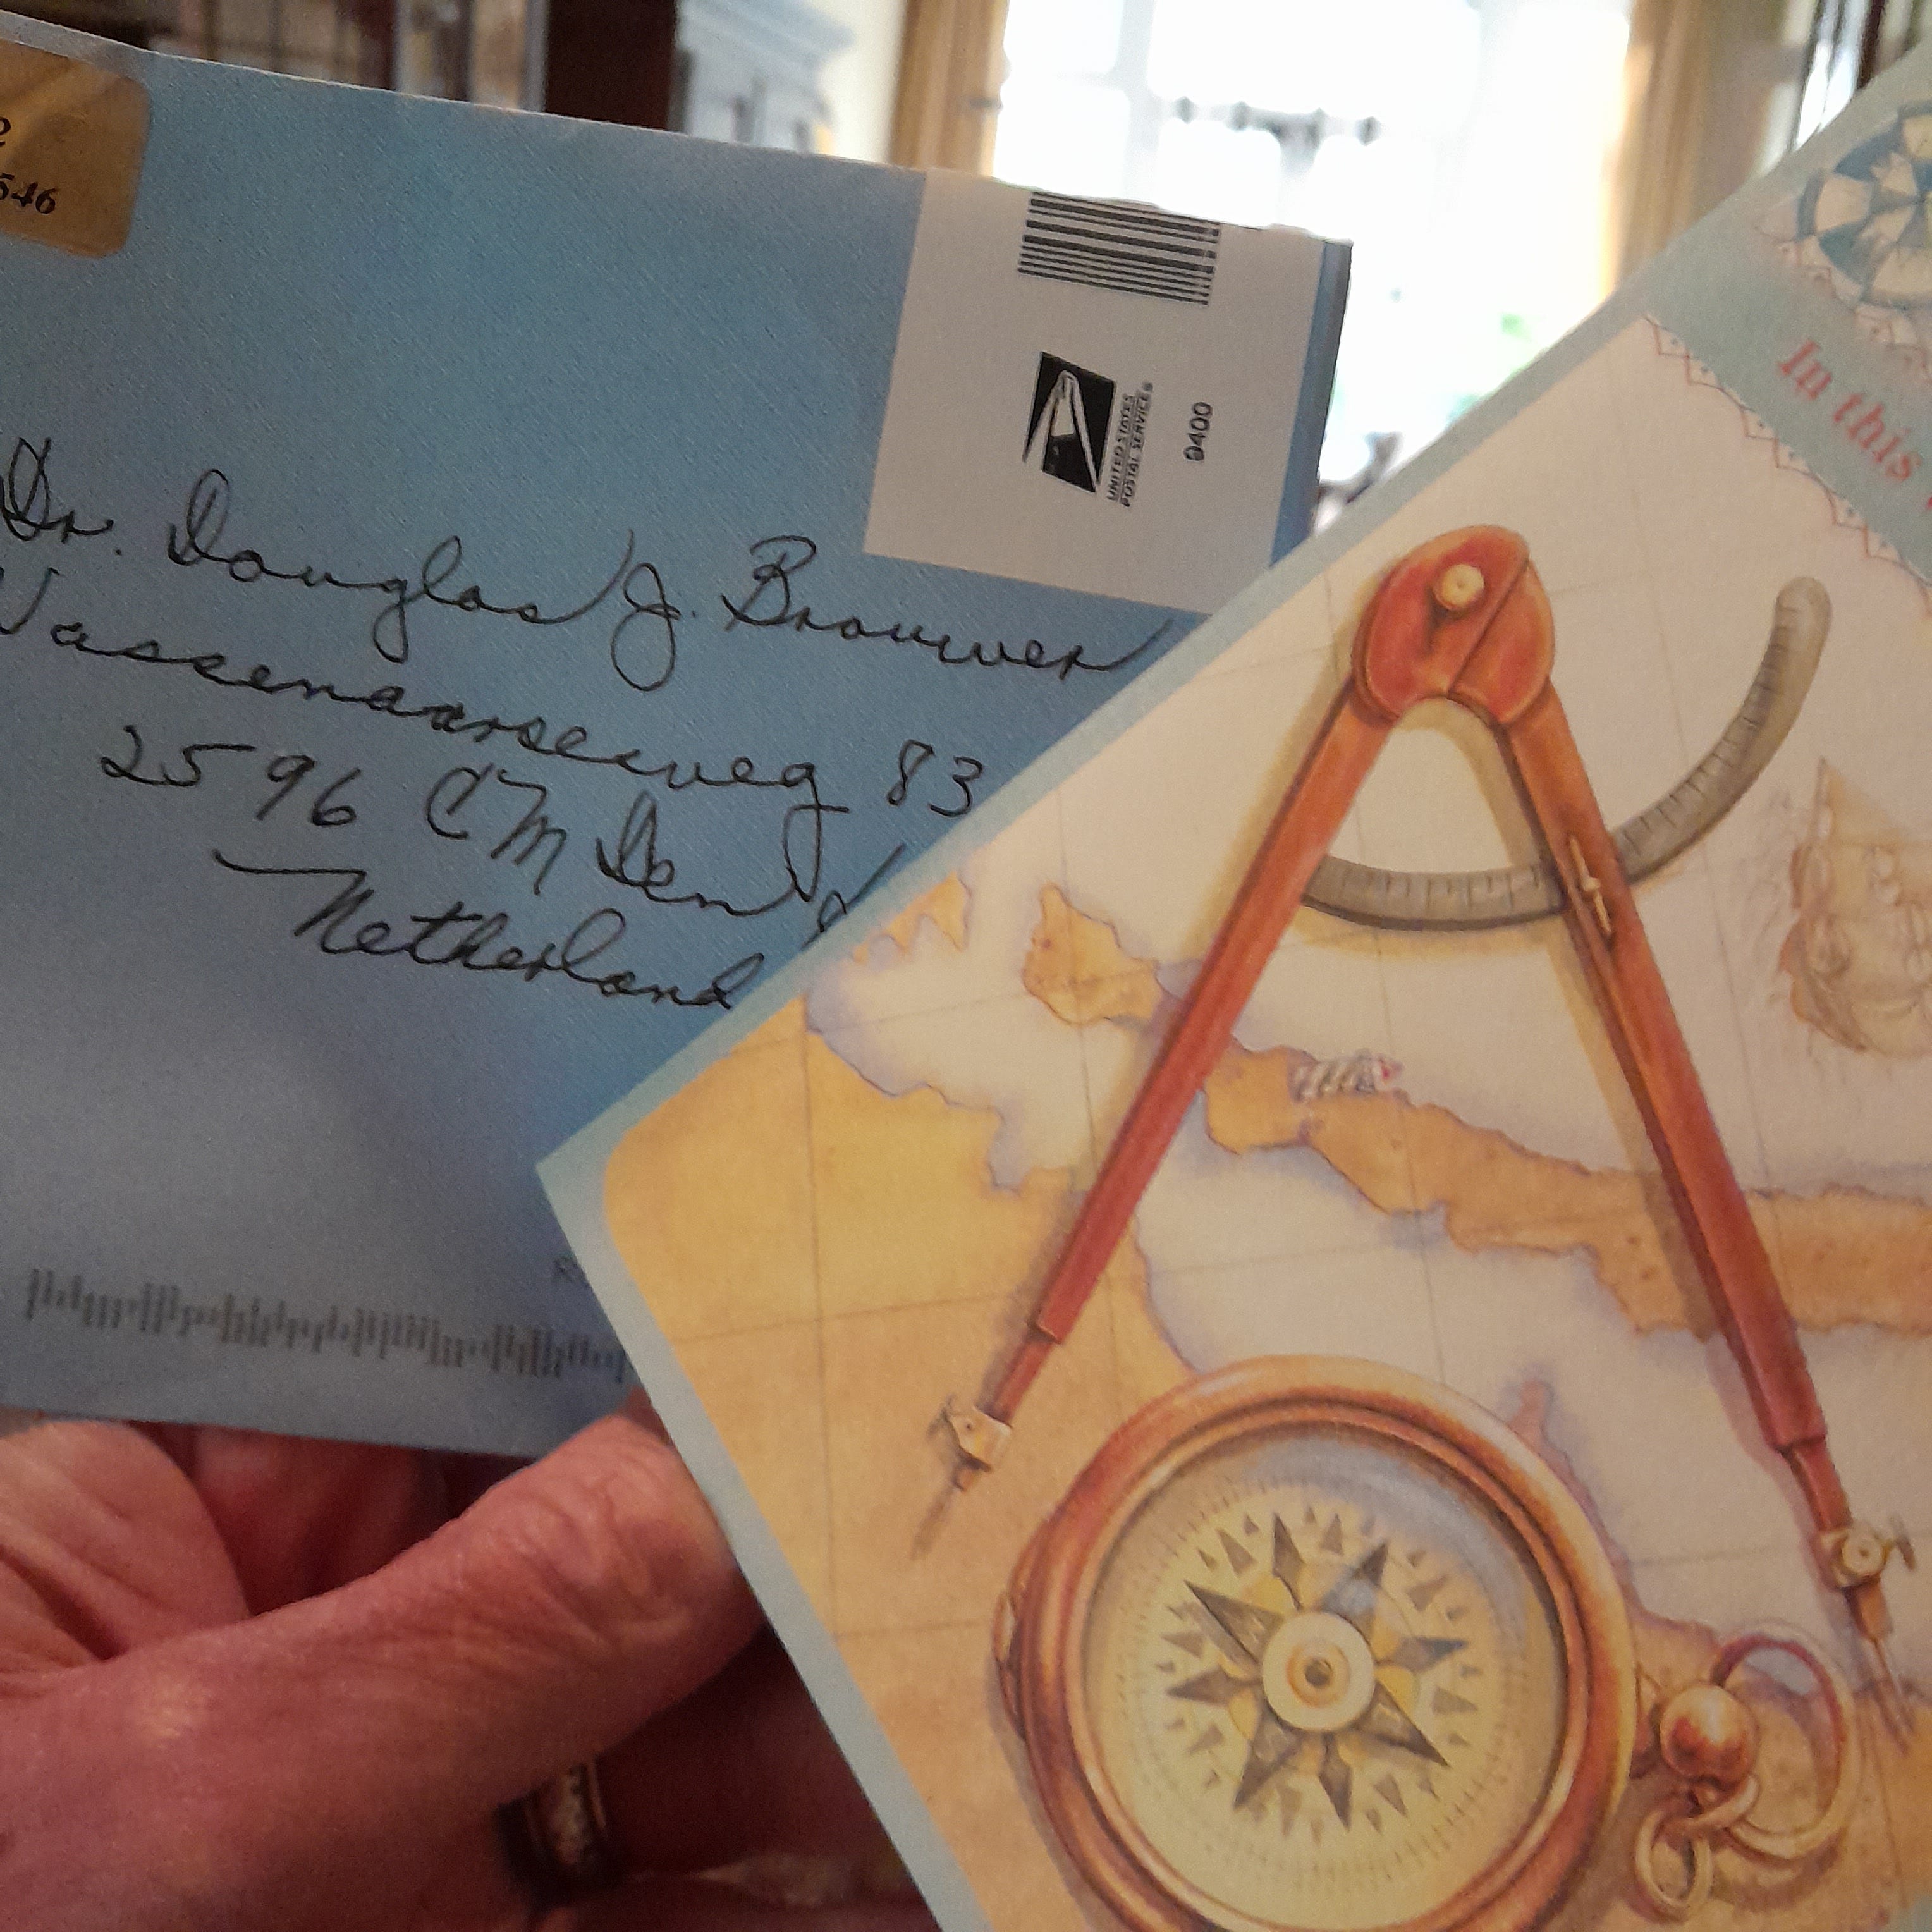 546
UNITED STATES
POSTAL SERVICE®
9400
Dr. Douglas J. Brouwer
Wassenaarseweg 83
2596 CM Den
Netherland
In this